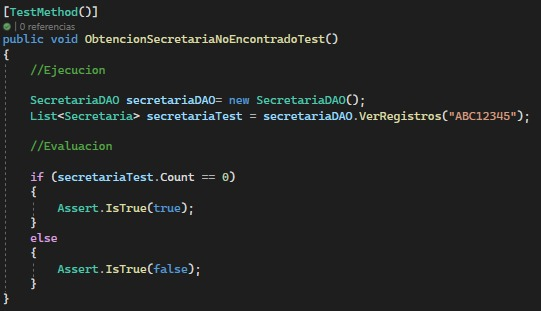 [TestMethod()]
| 0 referencias
public void ObtencionSecretariaNoEncontradoTest()
{
//Ejecucion
SecretariaDAO secretariaDAO= new SecretariaDAO();
List<Secretaria> secretariaTest = secretariaDAO.VerRegistros("ABC12345");
//Evaluacion
if (secretariaTest.Count == 0)
{
Assert.IsTrue(true);
}
else
{
Assert.IsTrue(false);
}
}